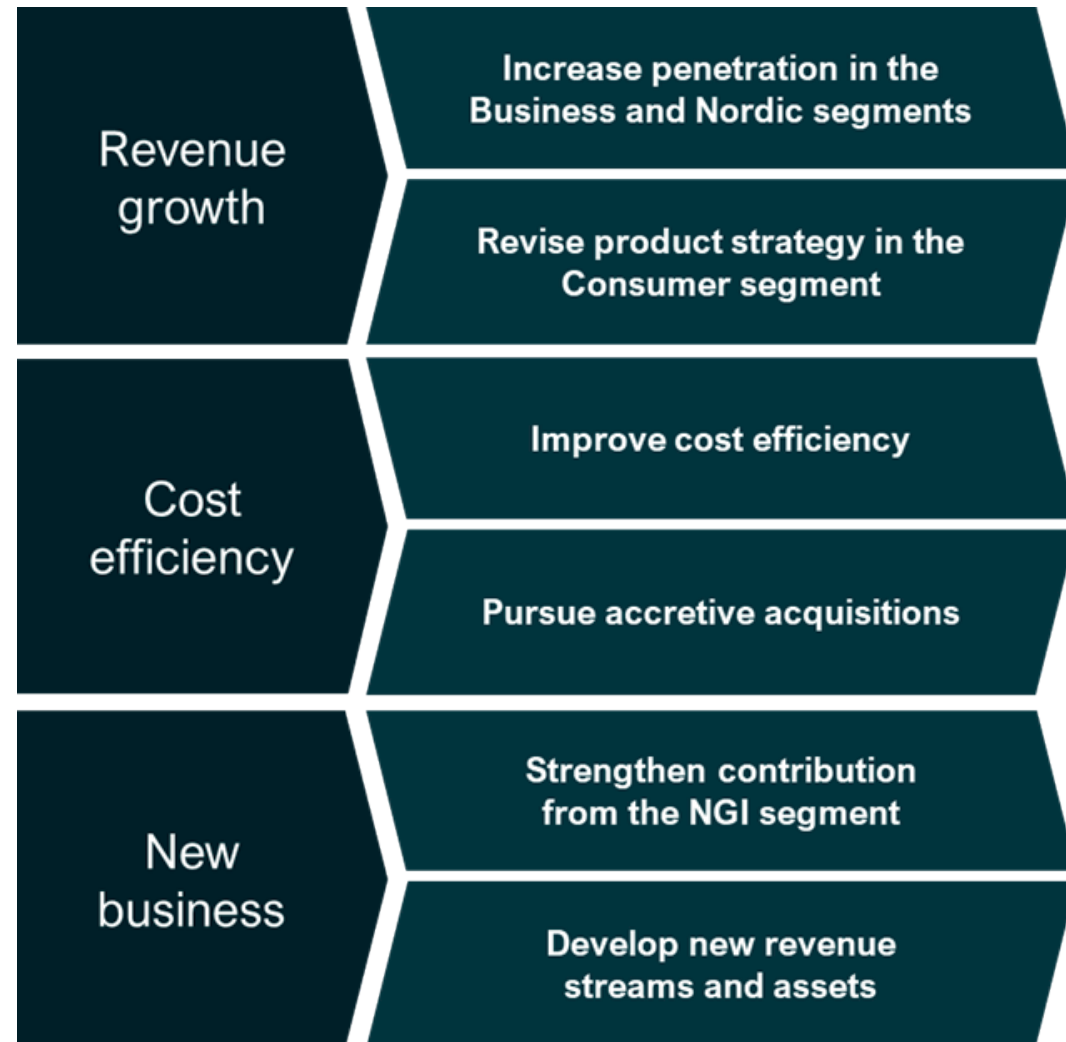 Revenue
growth
Increase penetration in the
Business and Nordic segments
Revise product strategy in the
Consumer segment
Cost
efficiency
Improve cost efficiency
Pursue accretive acquisitions
New
business
Strengthen contribution
from the NGI segment
Develop new revenue
streams and assets